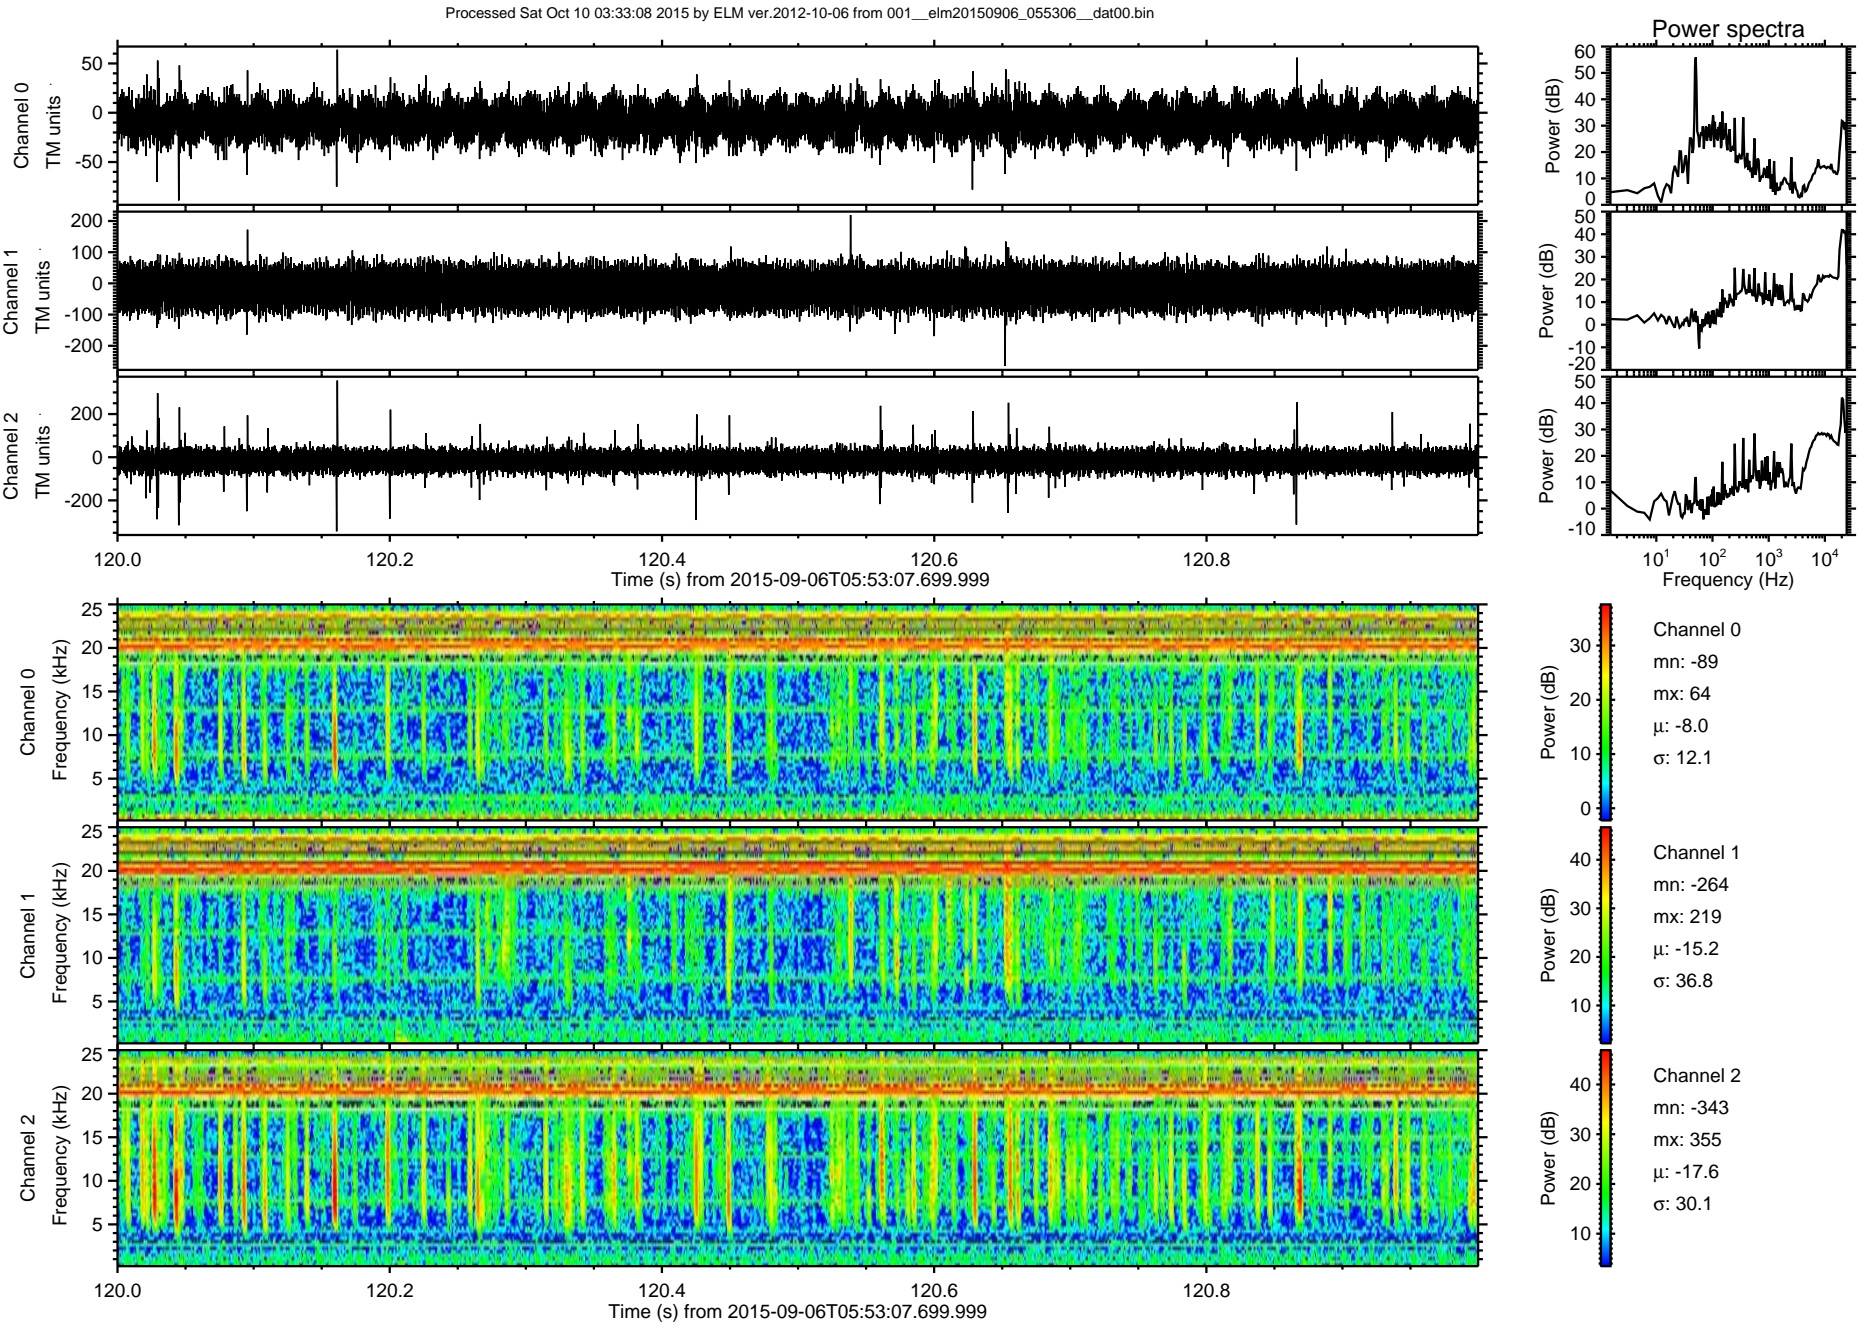 Processed Sat Oct 10 03:33:08 2015 by ELM ver.2012-10-06 from 001__elm20150906_055306__dat00.bin
Power spectra
Channel 0
TM units
50
0
-50
Power (dB)
60
50
40
30
20
10
0
Channel 1
TM units
200
100
0
-100
-200
Power (dB)
50
40
30
20
10
0
-10
-20
Channel 2
TM units
200
0
-200
Power (dB)
50
40
30
20
10
0
-10
120.0 120.2 120.4 120.6 120.8
Time (s) from 2015-09-06T05:53:07.699.999
10¹ 10² 10³ 10⁴
Frequency (Hz)
Channel 0
Frequency (kHz)
25
20
15
10
5
Power (dB)
30
20
10
0
Channel 0
mn: -89
mx: 64
μ: -8.0
σ: 12.1
Channel 1
Frequency (kHz)
25
20
15
10
5
Power (dB)
40
30
20
10
Channel 1
mn: -264
mx: 219
μ: -15.2
σ: 36.8
Channel 2
Frequency (kHz)
25
20
15
10
5
Power (dB)
40
30
20
10
Channel 2
mn: -343
mx: 355
μ: -17.6
σ: 30.1
120.0 120.2 120.4 120.6 120.8
Time (s) from 2015-09-06T05:53:07.699.999